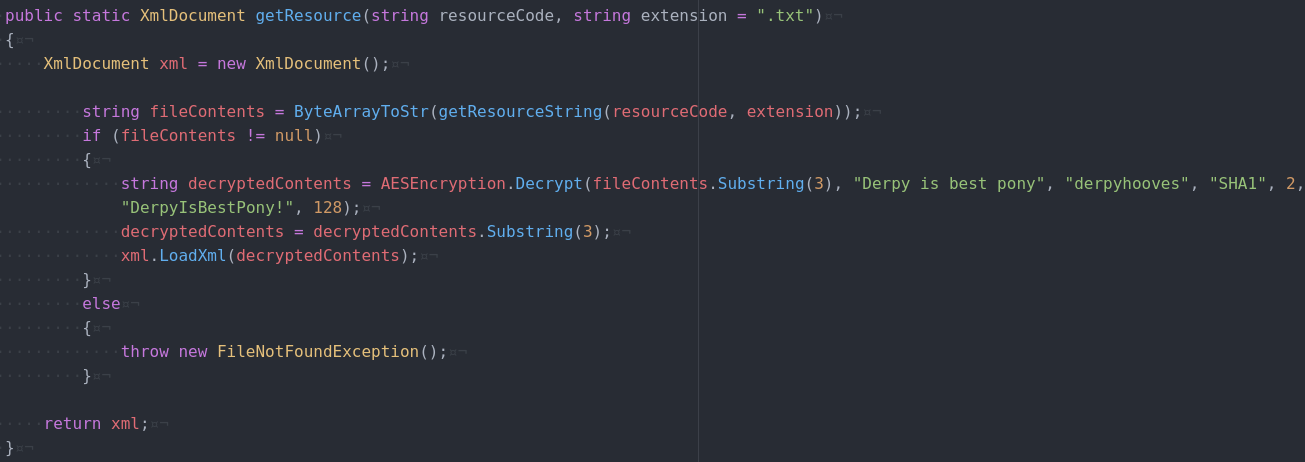 public static XmlDocument getResource(string resourceCode, string extension = ".txt")
{
XmlDocument xml = new XmlDocument();
string fileContents = ByteArrayToStr(getResourceString(resourceCode, extension));
if (fileContents != null)
{
string decryptedContents = AESEncryption.Decrypt(fileContents.Substring(3), "Derpy is best pony", "derpyhooves", "SHA1", 2,
"DerpyIsBestPony!", 128);
decryptedContents = decryptedContents.Substring(3);
xml.LoadXml(decryptedContents);
}
else
{
throw new FileNotFoundException();
}
return xml;
}